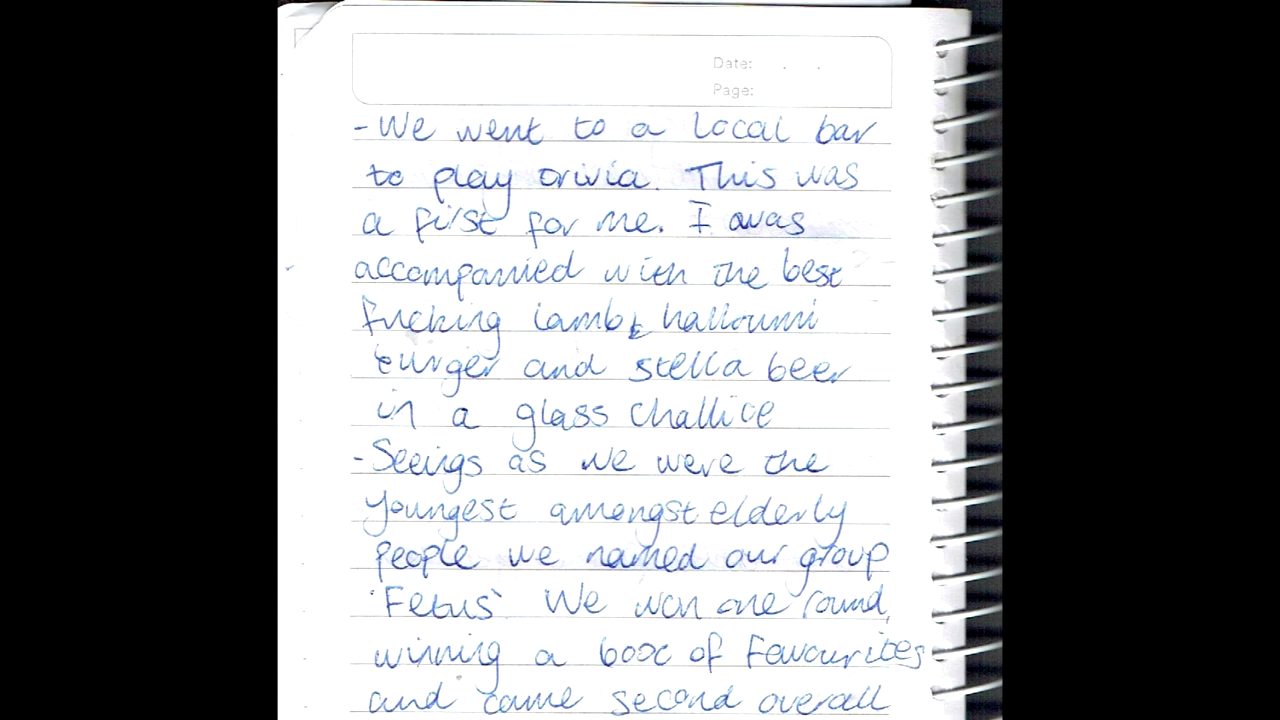 Date: . .
Page:
- We went to a local bar
to play trivia. This was
a first for me. I was
accompanied with the best
fucking lamb & halloumi
burger and stella beer
in a glass challice
- Seeings as we were the
youngest amongst elderly
people we named our group
'Fetus' We won one round,
winning a box of Favourites
and came second overall